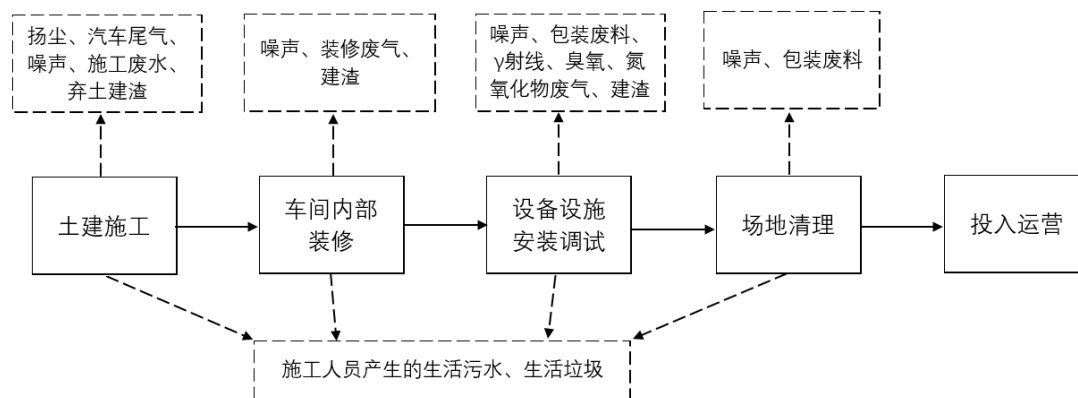 扬尘、汽车尾气、
噪声、施工废水、
弃土建渣
噪声、装修废气、
建渣
噪声、包装废料、
γ射线、臭氧、氮
氧化物废气、建渣
噪声、包装废料
土建施工
车间内部
装修
设备设施
安装调试
场地清理
投入运营
施工人员产生的生活污水、生活垃圾